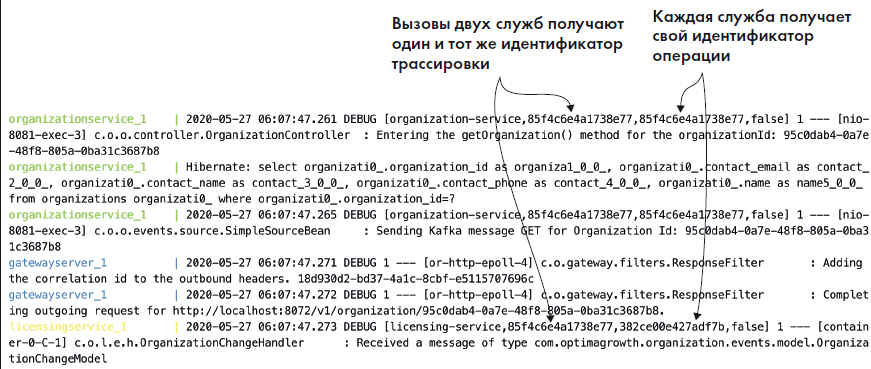 Вызовы двух служб получают
один и тот же идентификатор
трассировки
Каждая служба получает
свой идентификатор
операции
organizationservice_1 | 2020-05-27 06:07:47.261 DEBUG [organization-service,85f4c6e4a1738e77,85f4c6e4a1738e77,false] 1 --- [nio-
8081-exec-3] c.o.o.controller.OrganizationController : Entering the getOrganization() method for the organizationId: 95c0dab4-0a7e
-48f8-805a-0ba31c3687b8
organizationservice_1 | Hibernate: select organizati0_.organization_id as organiza1_0_0_, organizati0_.contact_email as contact_
2_0_0_, organizati0_.contact_name as contact_3_0_0_, organizati0_.contact_phone as contact_4_0_0_, organizati0_.name as name5_0_0_
from organizations organizati0_ where organizati0_.organization_id=?
organizationservice_1 | 2020-05-27 06:07:47.265 DEBUG [organization-service,85f4c6e4a1738e77,85f4c6e4a1738e77,false] 1 --- [nio-
8081-exec-3] c.o.o.events.source.SimpleSourceBean : Sending Kafka message GET for Organization Id: 95c0dab4-0a7e-48f8-805a-0ba3
1c3687b8
gatewayserver_1 | 2020-05-27 06:07:47.271 DEBUG 1 --- [or-http-epoll-4] c.o.gateway.filters.ResponseFilter : Adding
the correlation id to the outbound headers. 18d930d2-bd37-4a1c-8cbf-e5115707696c
gatewayserver_1 | 2020-05-27 06:07:47.272 DEBUG 1 --- [or-http-epoll-4] c.o.gateway.filters.ResponseFilter : Complet
ing outgoing request for http://localhost:8072/v1/organization/95c0dab4-0a7e-48f8-805a-0ba31c3687b8.
licensingservice_1 | 2020-05-27 06:07:47.273 DEBUG [licensing-service,85f4c6e4a1738e77,382ce00e427adf7b,false] 1 --- [contain
er-0-C-1] c.o.l.e.h.OrganizationChangeHandler : Received a message of type com.optimagrowth.organization.events.model.Organiza
tionChangeModel